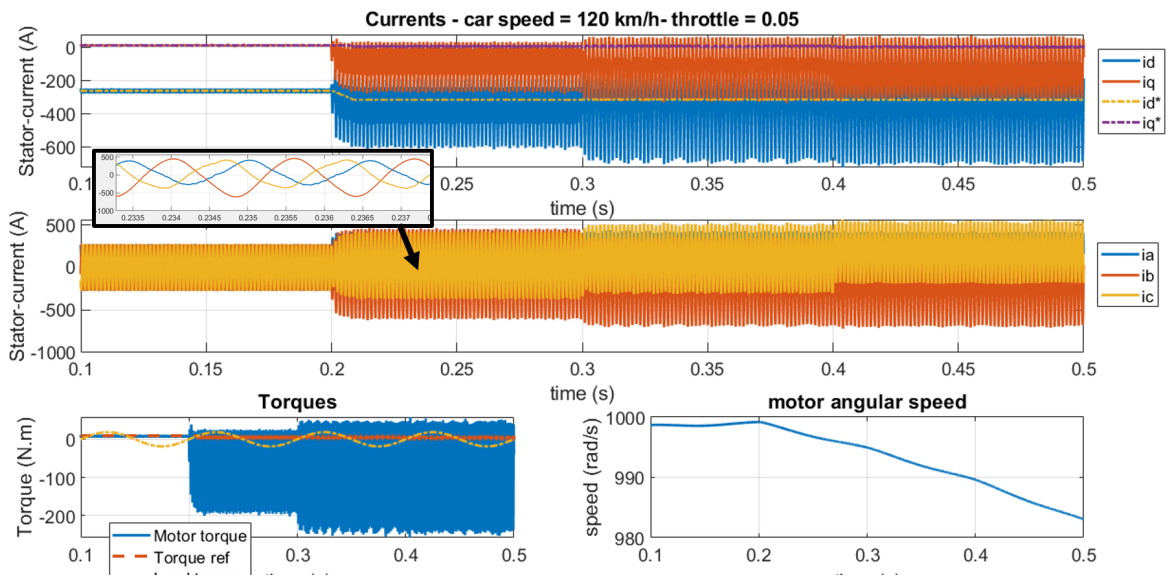 Currents - car speed = 120 km/h- throttle = 0.05
Stator-current (A)
0
-200
-400
-600
0.1
0.25
0.3
0.35
0.4
0.45
0.5
time (s)
id
iq
id*
iq*
500
0
-500
-1000
0.2335
0.234
0.2345
0.235
0.2355
0.236
0.2365
0.237
Stator-current (A)
500
0
-500
-1000
0.1
0.15
0.2
0.25
0.3
0.35
0.4
0.45
0.5
time (s)
ia
ib
ic
Torques
Torque (N.m)
0
-100
-200
0.1
0.3
0.4
0.5
Motor torque
Torque ref
motor angular speed
speed (rad/s)
1000
990
980
0.1
0.2
0.3
0.4
0.5